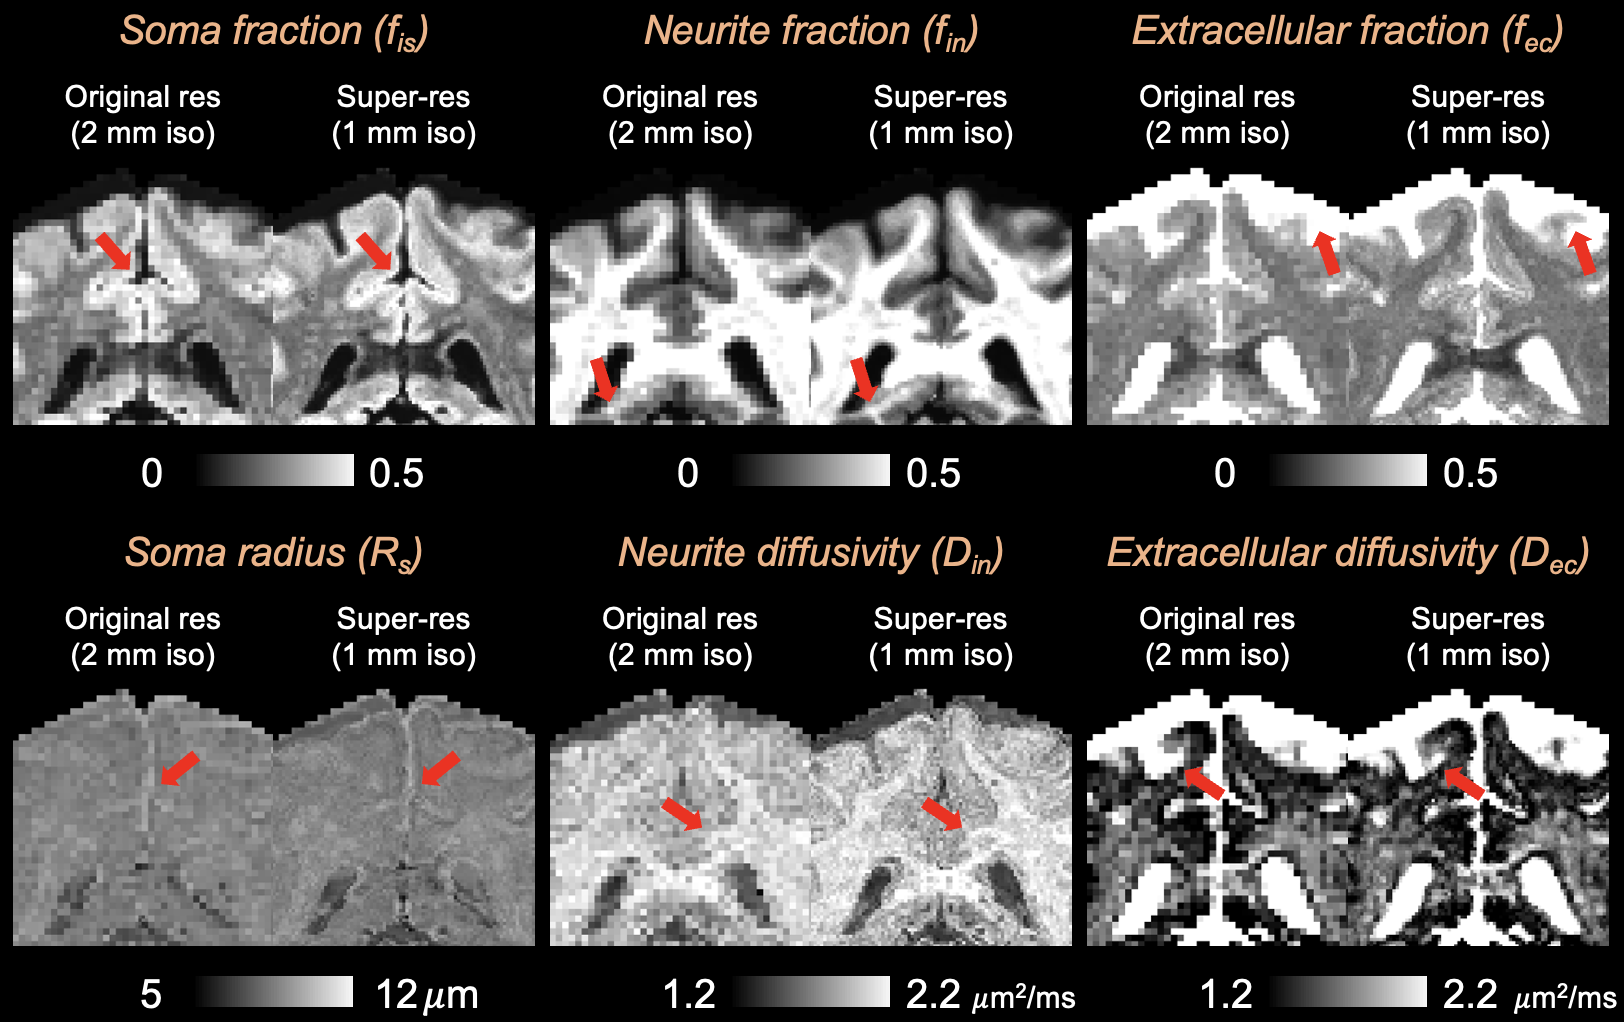 Soma fraction (fis)
Neurite fraction (fin)
Extracellular fraction (fec)
Original res
(2 mm iso)
Super-res
(1 mm iso)
Original res
(2 mm iso)
Super-res
(1 mm iso)
Original res
(2 mm iso)
Super-res
(1 mm iso)
0
0.5
0
0.5
0
0.5
Soma radius (Rs)
Neurite diffusivity (Din)
Extracellular diffusivity (Dec)
Original res
(2 mm iso)
Super-res
(1 mm iso)
Original res
(2 mm iso)
Super-res
(1 mm iso)
Original res
(2 mm iso)
Super-res
(1 mm iso)
5
12 μm
1.2
2.2 μm²/ms
1.2
2.2 μm²/ms